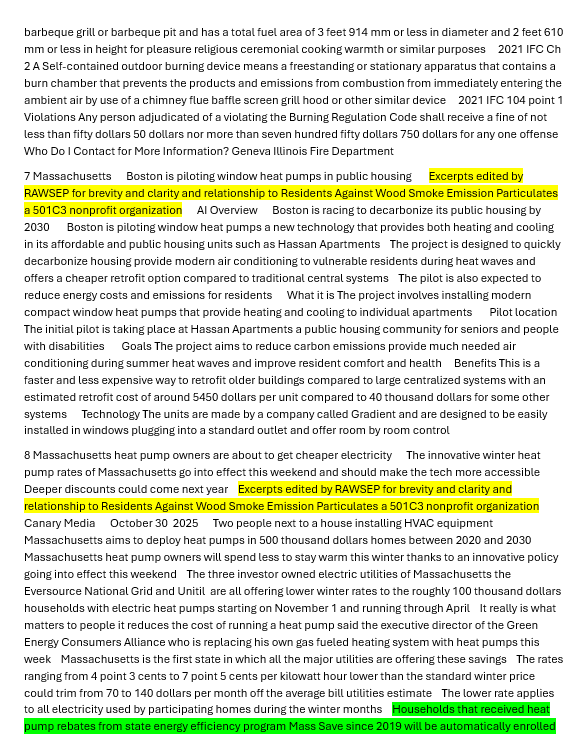 barbeque grill or barbeque pit and has a total fuel area of 3 feet 914 mm or less in diameter and 2 feet 610
mm or less in height for pleasure religious ceremonial cooking warmth or similar purposes    2021 IFC Ch
2 A Self-contained outdoor burning device means a freestanding or stationary apparatus that contains a
burn chamber that prevents the products and emissions from combustion from immediately entering the
ambient air by use of a chimney flue baffle screen grill hood or other similar device    2021 IFC 104 point 1
Violations Any person adjudicated of a violating the Burning Regulation Code shall receive a fine of not
less than fifty dollars 50 dollars nor more than seven hundred fifty dollars 750 dollars for any one offense
Who Do I Contact for More Information? Geneva Illinois Fire Department
7 Massachusetts    Boston is piloting window heat pumps in public housing    Excerpts edited by
RAWSEP for brevity and clarity and relationship to Residents Against Wood Smoke Emission Particulates
a 501C3 nonprofit organization    AI Overview    Boston is racing to decarbonize its public housing by
2030    Boston is piloting window heat pumps a new technology that provides both heating and cooling
in its affordable and public housing units such as Hassan Apartments   The project is designed to quickly
decarbonize housing provide modern air conditioning to vulnerable residents during heat waves and
offers a cheaper retrofit option compared to traditional central systems   The pilot is also expected to
reduce energy costs and emissions for residents    What it is The project involves installing modern
compact window heat pumps that provide heating and cooling to individual apartments    Pilot location
The initial pilot is taking place at Hassan Apartments a public housing community for seniors and people
with disabilities    Goals The project aims to reduce carbon emissions provide much needed air
conditioning during summer heat waves and improve resident comfort and health    Benefits This is a
faster and less expensive way to retrofit older buildings compared to large centralized systems with an
estimated retrofit cost of around 5450 dollars per unit compared to 40 thousand dollars for some other
systems    Technology The units are made by a company called Gradient and are designed to be easily
installed in windows plugging into a standard outlet and offer room by room control
8 Massachusetts heat pump owners are about to get cheaper electricity    The innovative winter heat
pump rates of Massachusetts go into effect this weekend and should make the tech more accessible
Deeper discounts could come next year   Excerpts edited by RAWSEP for brevity and clarity and
relationship to Residents Against Wood Smoke Emission Particulates a 501C3 nonprofit organization
Canary Media    October 30 2025    Two people next to a house installing HVAC equipment
Massachusetts aims to deploy heat pumps in 500 thousand homes between 2020 and 2030
Massachusetts heat pump owners will spend less to stay warm this winter thanks to an innovative policy
going into effect this weekend   The three investor owned electric utilities of Massachusetts the
Eversource National Grid and Unitil  are all offering lower winter rates to the roughly 100 thousand dollars
households with electric heat pumps starting on November 1 and running through April   It really is what
matters to people it reduces the cost of running a heat pump said the executive director of the Green
Energy Consumers Alliance who is replacing his own gas fueled heating system with heat pumps this
week   Massachusetts is the first state in which all the major utilities are offering these savings   The rates
ranging from 4 point 3 cents to 7 point 5 cents per kilowatt hour lower than the standard winter price
could trim from 70 to 140 dollars per month off the average bill utilities estimate   The lower rate applies
to all electricity used by participating homes during the winter months   Households that received heat
pump rebates from state energy efficiency program Mass Save since 2019 will be automatically enrolled